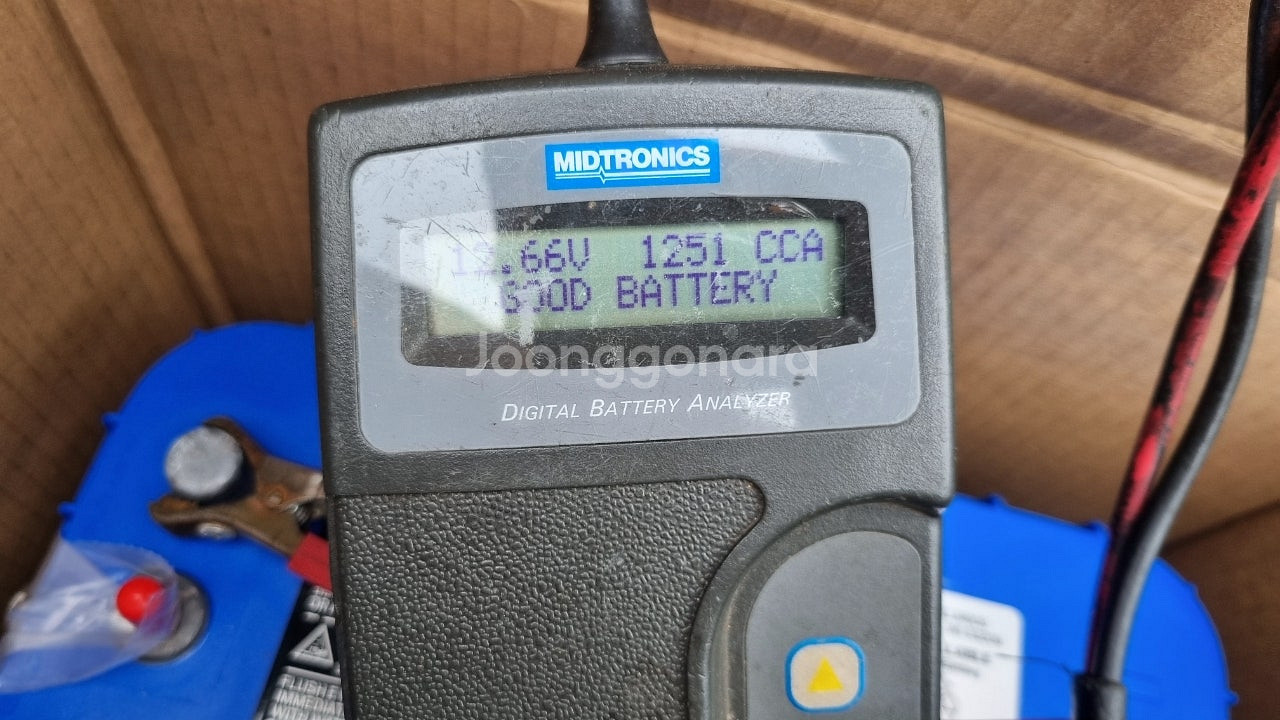 MIDTRONICS
12.66V 1251 CCA
GOOD BATTERY
Joonggonara
DIGITAL BATTERY ANALYZER